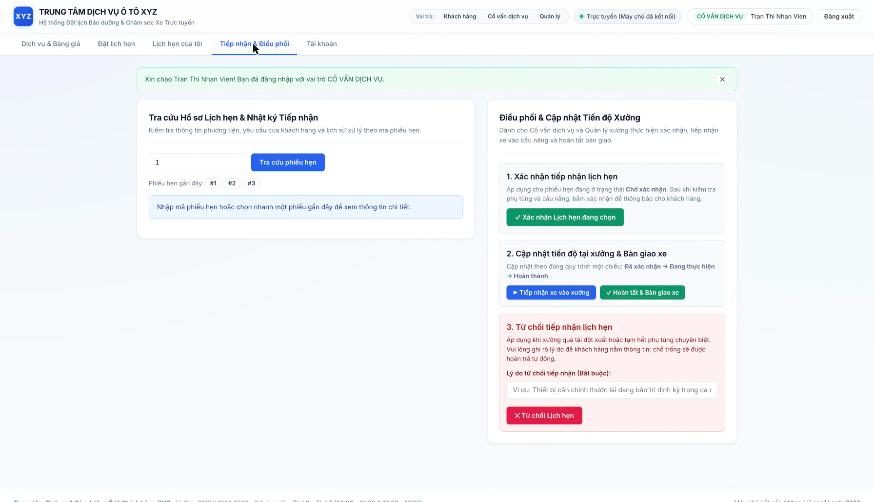 XYZ
TRUNG TÂM DỊCH VỤ Ô TÔ XYZ
Hệ thống Đặt lịch Bảo dưỡng & Chăm sóc Xe Trực tuyến
Vai trò: Khách hàng Cố vấn dịch vụ Quản lý
Trực tuyến (Máy chủ đã kết nối)
CỐ VẤN DỊCH VỤ Tran Thi Nhan Vien
Đăng xuất
Dịch vụ & Bảng giá Đặt lịch hẹn Lịch hẹn của tôi Tiếp nhận & Điều phối Tài khoản
Xin chào Tran Thi Nhan Vien! Bạn đã đăng nhập với vai trò CỐ VẤN DỊCH VỤ.
Tra cứu Hồ sơ Lịch hẹn & Nhật ký Tiếp nhận
Kiểm tra thông tin phương tiện, yêu cầu của khách hàng và lịch sử xử lý theo mã phiếu hẹn.
1
Tra cứu phiếu hẹn
Phiếu hẹn gần đây: #1 #2 #3
Nhập mã phiếu hẹn hoặc chọn nhanh một phiếu gần đây để xem thông tin chi tiết.
Điều phối & Cập nhật Tiến độ Xưởng
Dành cho Cố vấn dịch vụ và Quản lý xưởng thực hiện xác nhận, tiếp nhận
xe vào cầu nâng và hoàn tất bàn giao.
1. Xác nhận tiếp nhận lịch hẹn
Áp dụng cho phiếu hẹn đang ở trạng thái Chờ xác nhận. Sau khi kiểm tra
phụ tùng và cầu nâng, bấm xác nhận để thông báo cho khách hàng.
✓ Xác nhận Lịch hẹn đang chọn
2. Cập nhật tiến độ tại xưởng & Bàn giao xe
Cập nhật theo đúng quy trình một chiều: Đã xác nhận → Đang thực hiện
→ Hoàn thành.
▶ Tiếp nhận xe vào xưởng
✓ Hoàn tất & Bàn giao xe
3. Từ chối tiếp nhận lịch hẹn
Áp dụng khi xưởng quá tải đột xuất hoặc tạm hết phụ tùng chuyên biệt.
Vui lòng ghi rõ lý do để khách hàng nắm thông tin; chỗ trống sẽ được
hoàn trả tự động.
Lý do từ chối tiếp nhận (Bắt buộc):
Ví dụ: Thiết bị cân chỉnh thước lái đang bảo trì định kỳ trong ca
✕ Từ chối Lịch hẹn